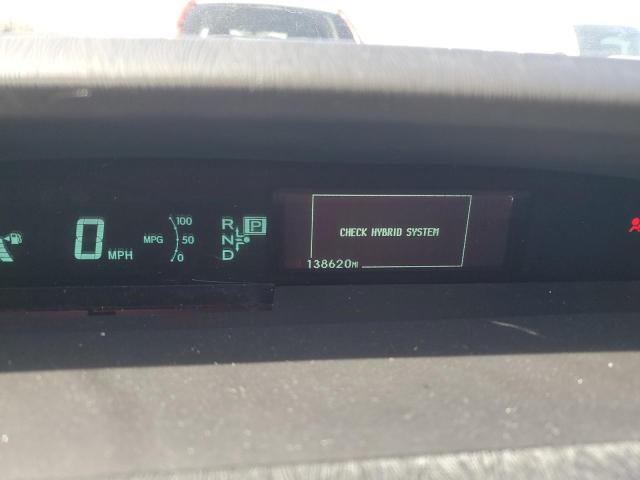 0 MPH
MPG
100
50
0
R
N
D
P
CHECK HYBRID SYSTEM
138620MI